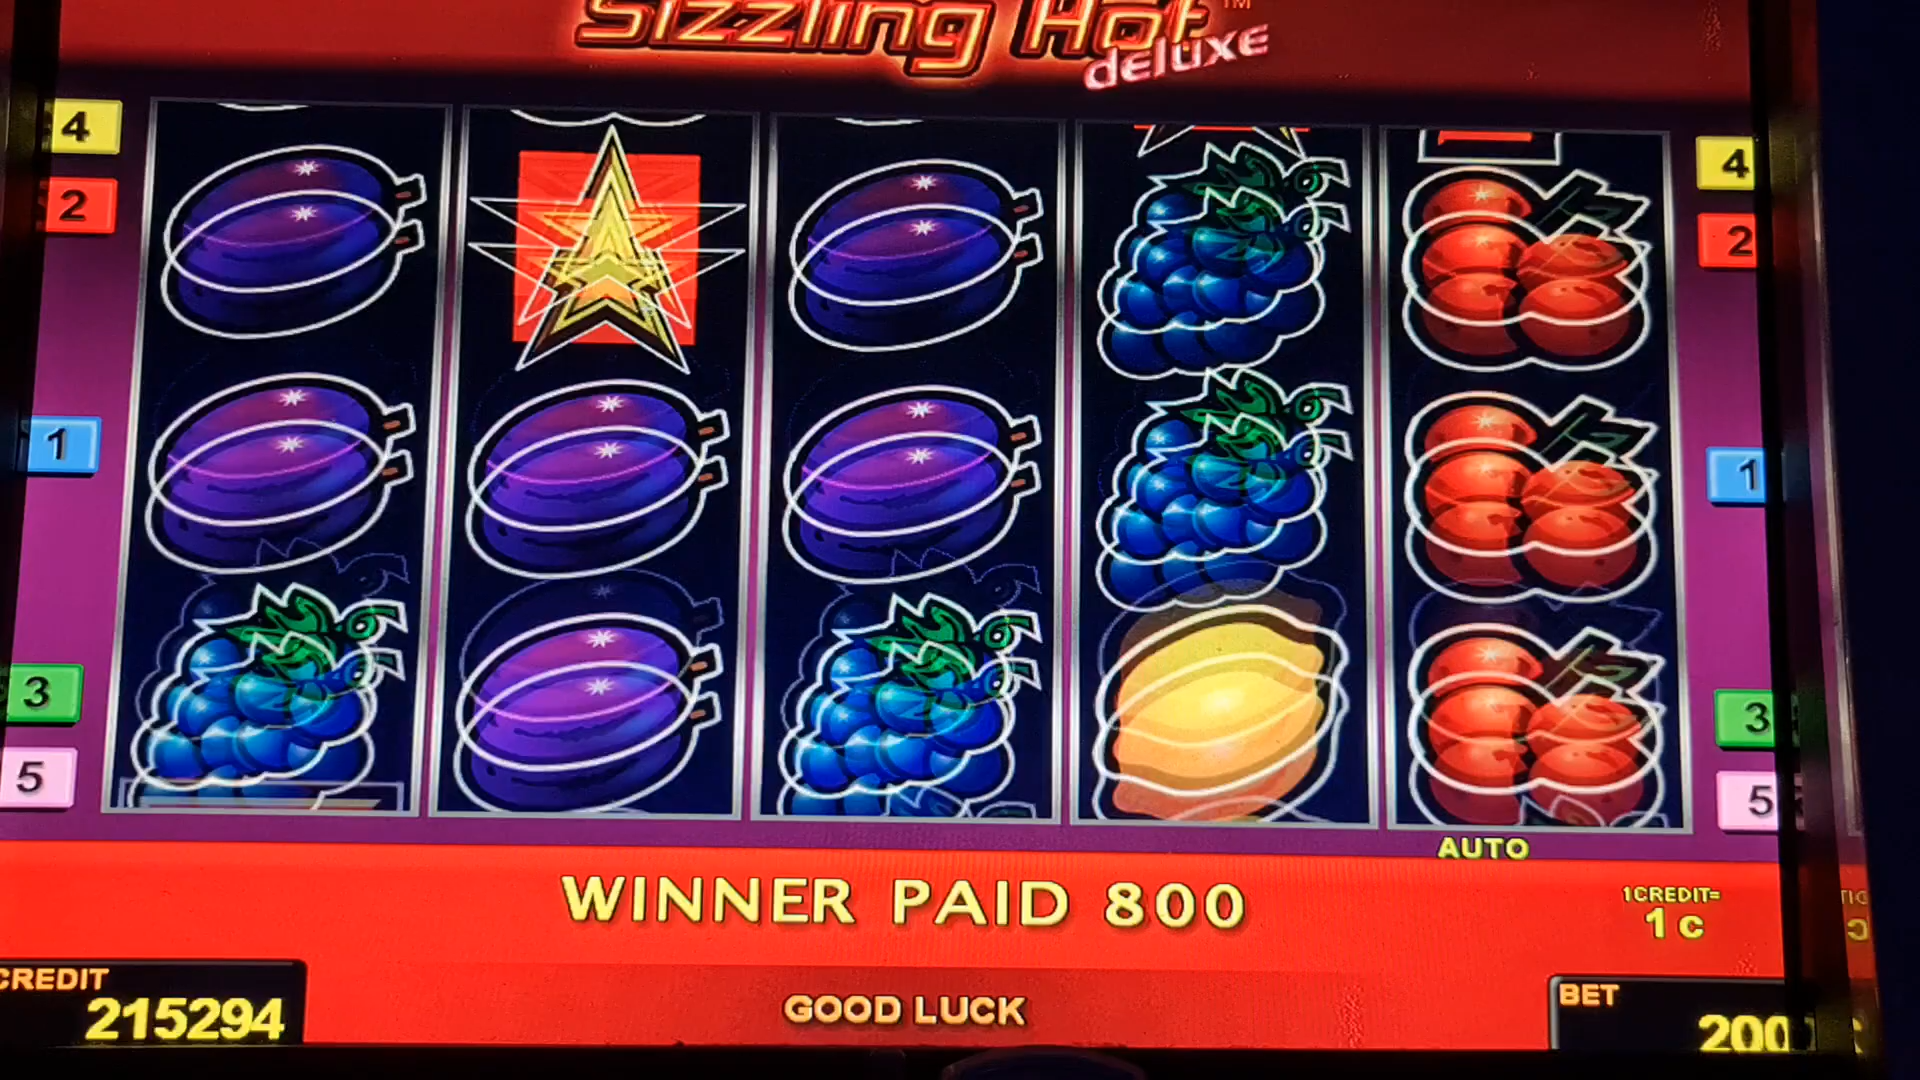 Sizzling Hot™
deluxe
4
4
2
2
1
1
3
3
5
5
AUTO
WINNER PAID 800
1CREDIT=
1 c
CREDIT
215294
GOOD LUCK
BET
200